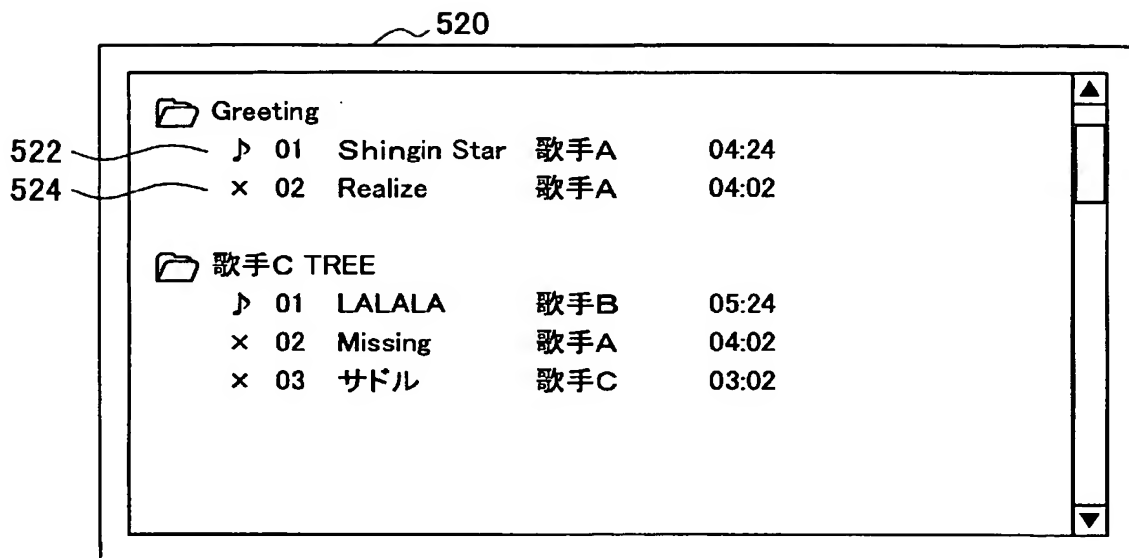 520
Greeting
522 ♪ 01 Shingin Star 歌手A 04:24
524 × 02 Realize 歌手A 04:02
歌手C TREE
♪ 01 LALALA 歌手B 05:24
× 02 Missing 歌手A 04:02
× 03 サドル 歌手C 03:02